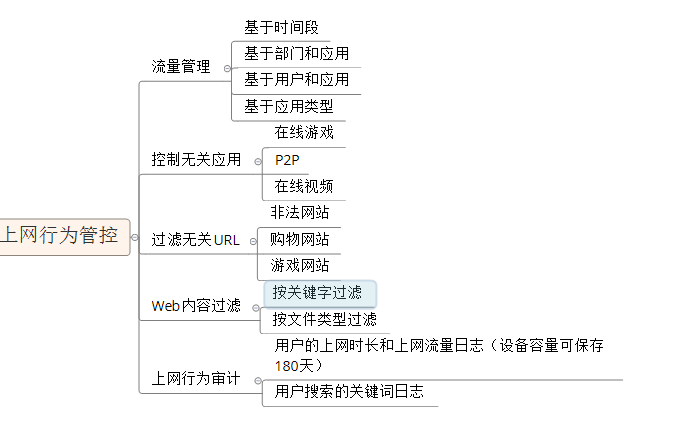 基于时间段
基于部门和应用
流量管理
基于用户和应用
基于应用类型
在线游戏
控制无关应用
P2P
在线视频
非法网站
上网行为管控
过滤无关URL
购物网站
游戏网站
按关键字过滤
Web内容过滤
按文件类型过滤
用户的上网时长和上网流量日志（设备容量可保存
180天）
上网行为审计
用户搜索的关键词日志